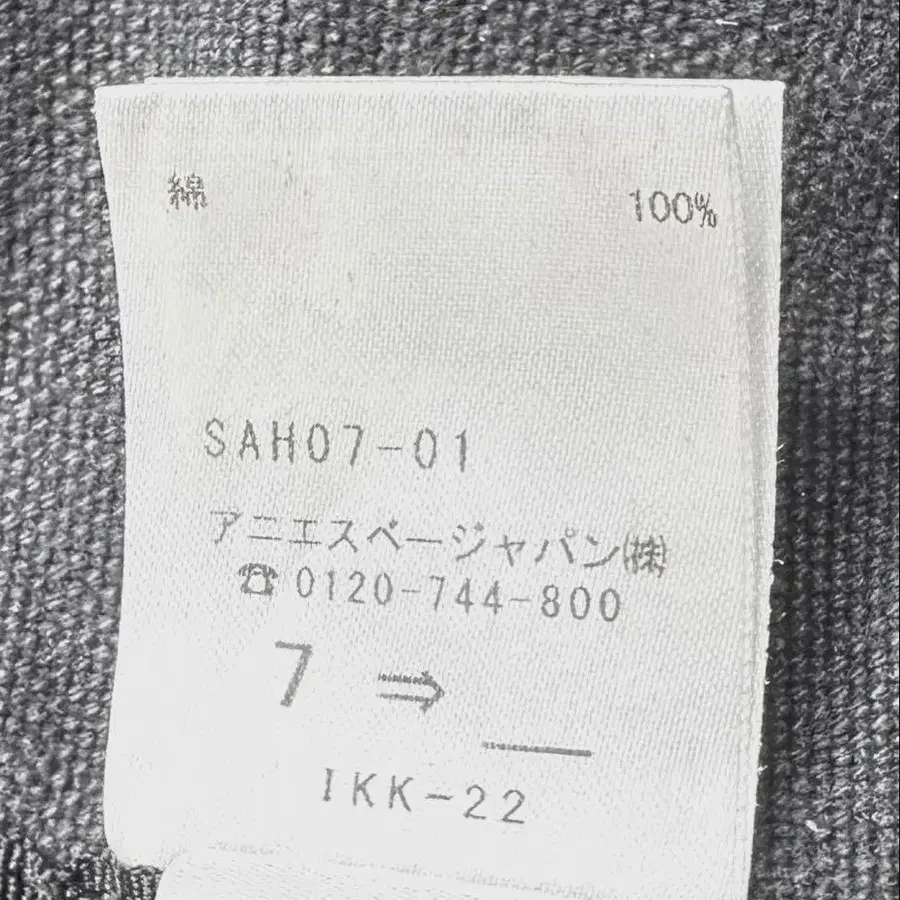 綿 100%
SAH07-01
アニエスベージャパン㈱
☎0120-744-800
7 ⇒
IKK-22